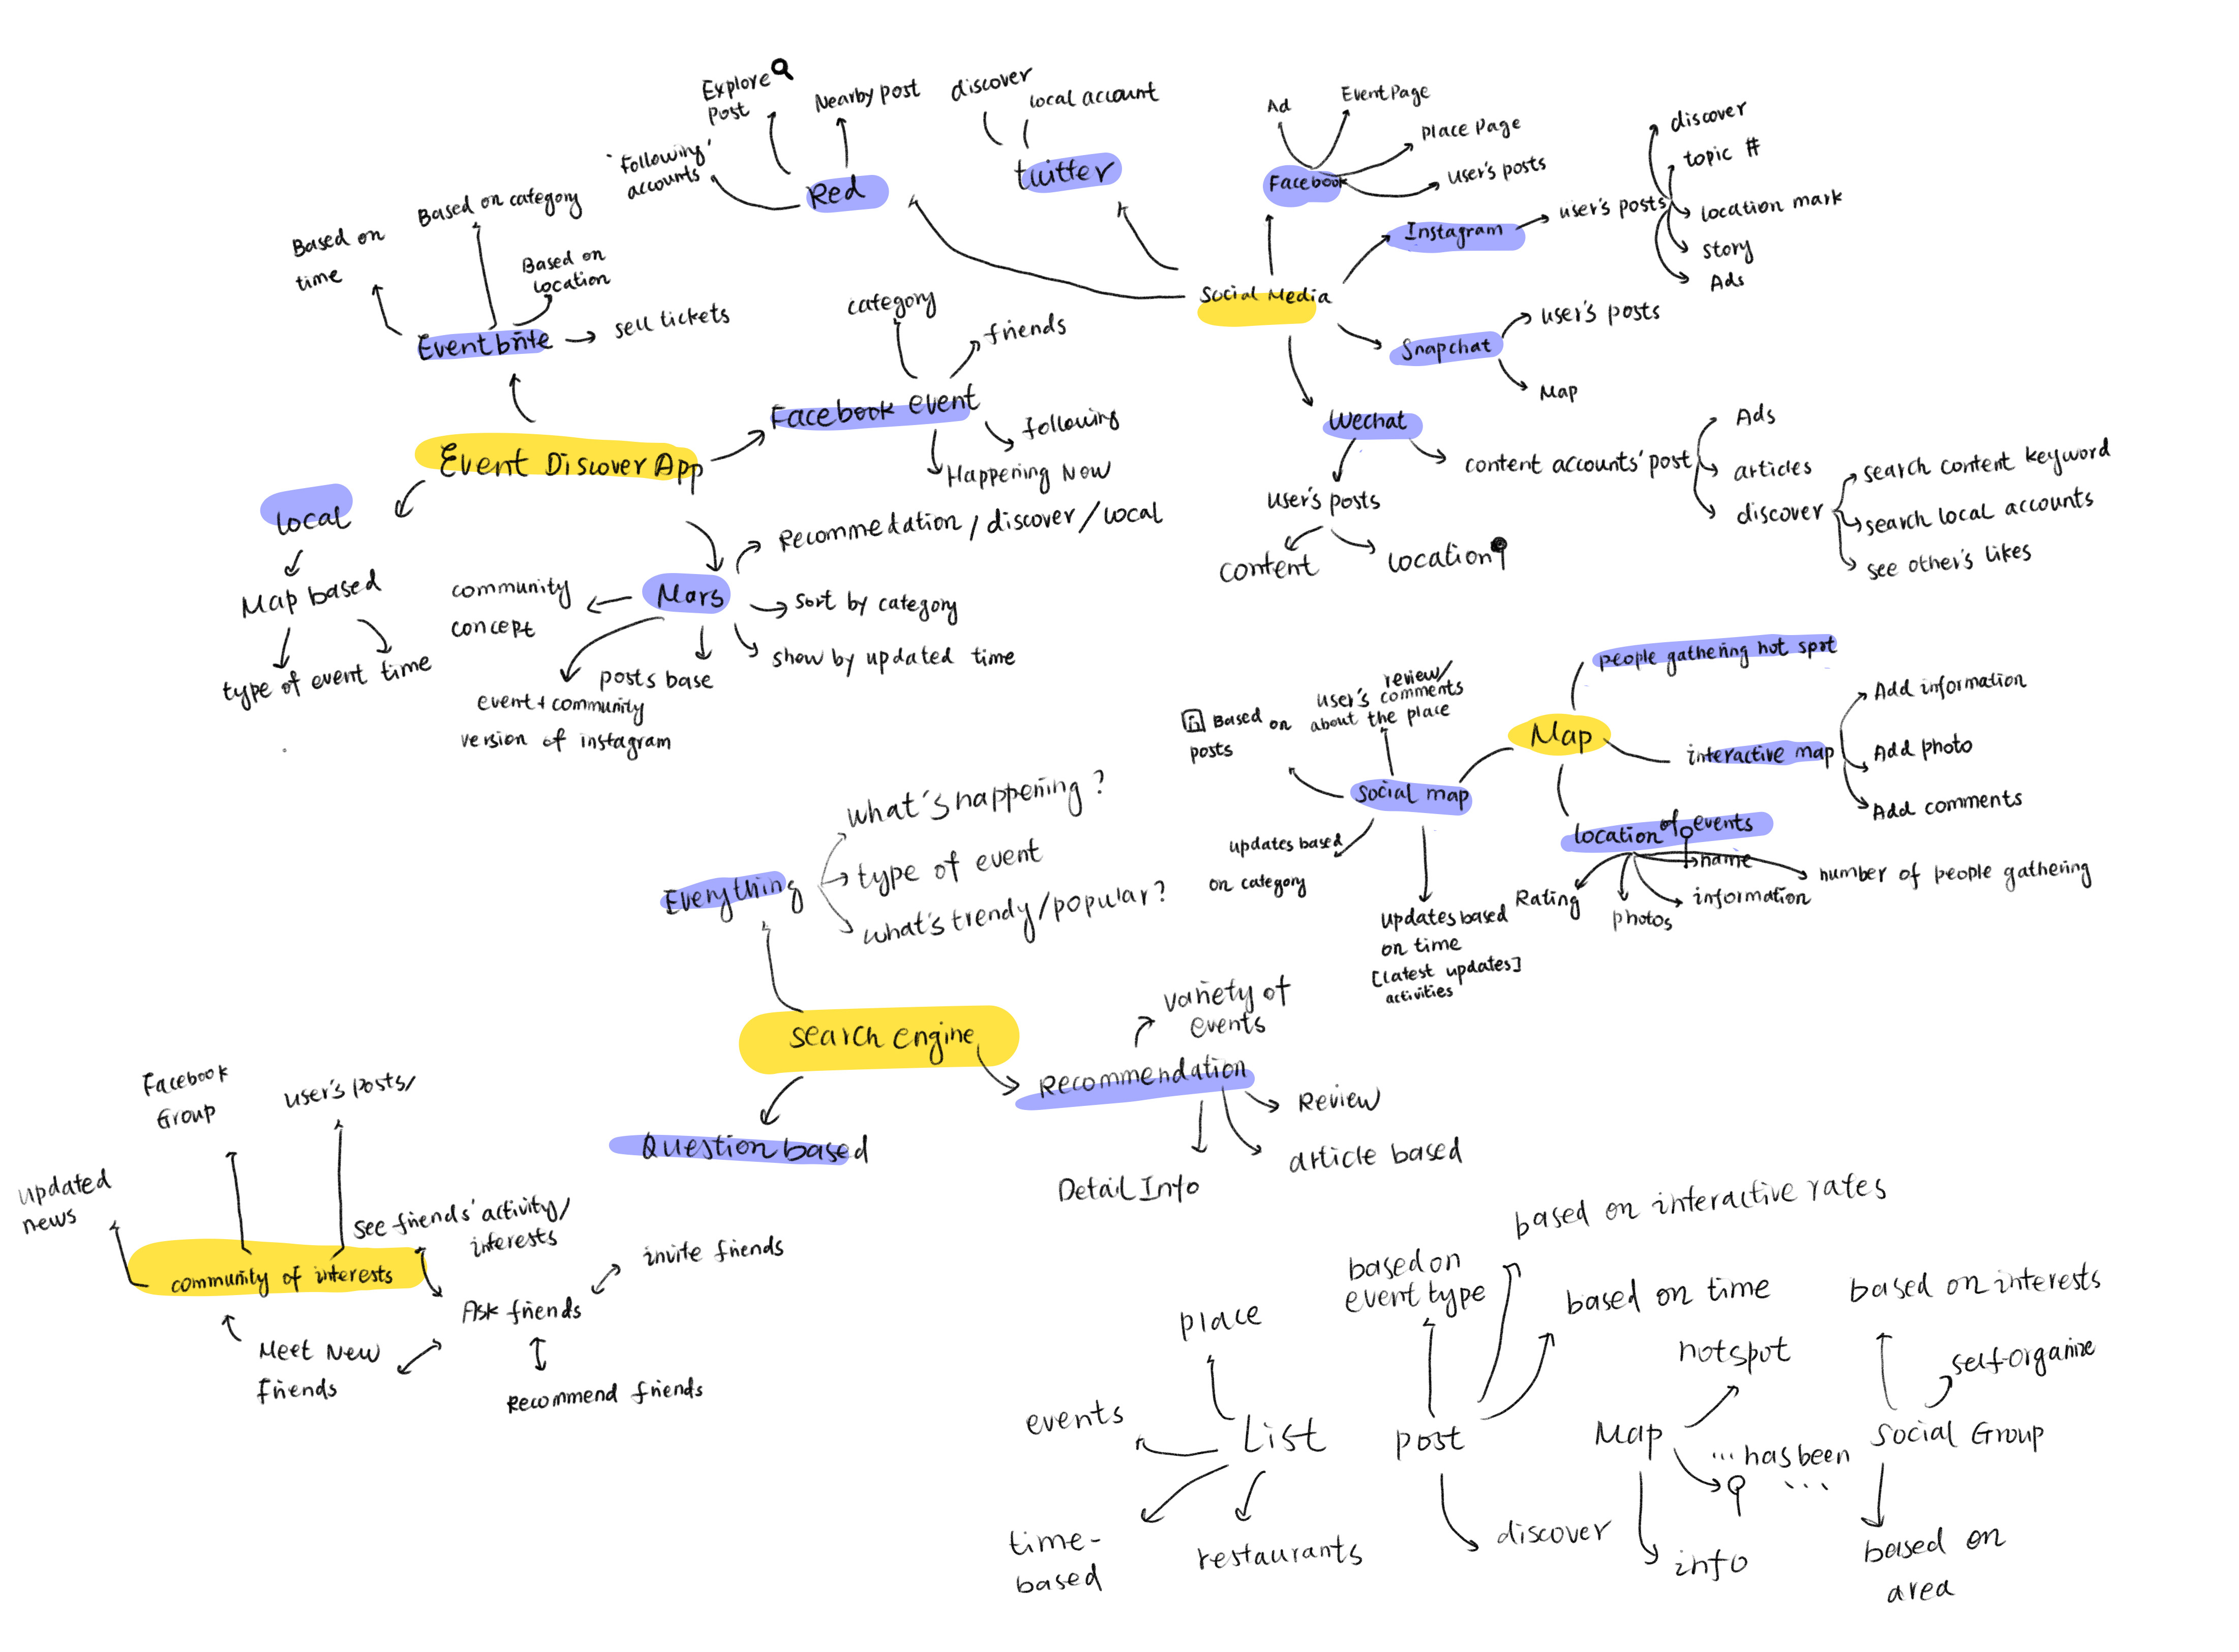 Explore
Post
Nearby post
'Following'
accounts
Red
discover
local account
twitter
Ad
Event Page
Place Page
user's posts
Facebook
Instagram
user's posts
discover
topic #
location mark
story
Ads
Social Media
Snapchat
user's posts
Map
Wechat
user's posts
content
location
content accounts' post
Ads
articles
discover
search content keyword
search local accounts
see other's likes
Based on
time
Based on category
Based on
location
Eventbrite
sell tickets
category
friends
Facebook event
following
Happening Now
Event Discover App
local
Map based
type of event
time
Mars
Recommedation / discover / local
community
concept
sort by category
show by updated time
posts base
event + community
version of instagram
people gathering hot spot
Map
interactive map
Add information
Add photo
Add comments
review/
user's comments
about the place
Based on
posts
social map
updates based
on category
updates based
on time
[latest updates]
activities
location of events
name
Rating
photos
information
number of people gathering
what's happening ?
type of event
what's trendy/popular?
Everything
search engine
Question based
variety of
events
Recommendation
Review
article based
Detail Info
Facebook
Group
user's posts/
updated
news
see friends' activity/
interests
community of interests
Ask friends
invite friends
Meet New
Friends
Recommend friends
place
events
List
time-
based
restaurants
based on
event type
based on interactive rates
based on time
post
discover
hotspot
Map
... has been
...
info
based on interests
self-organize
Social Group
based on
area